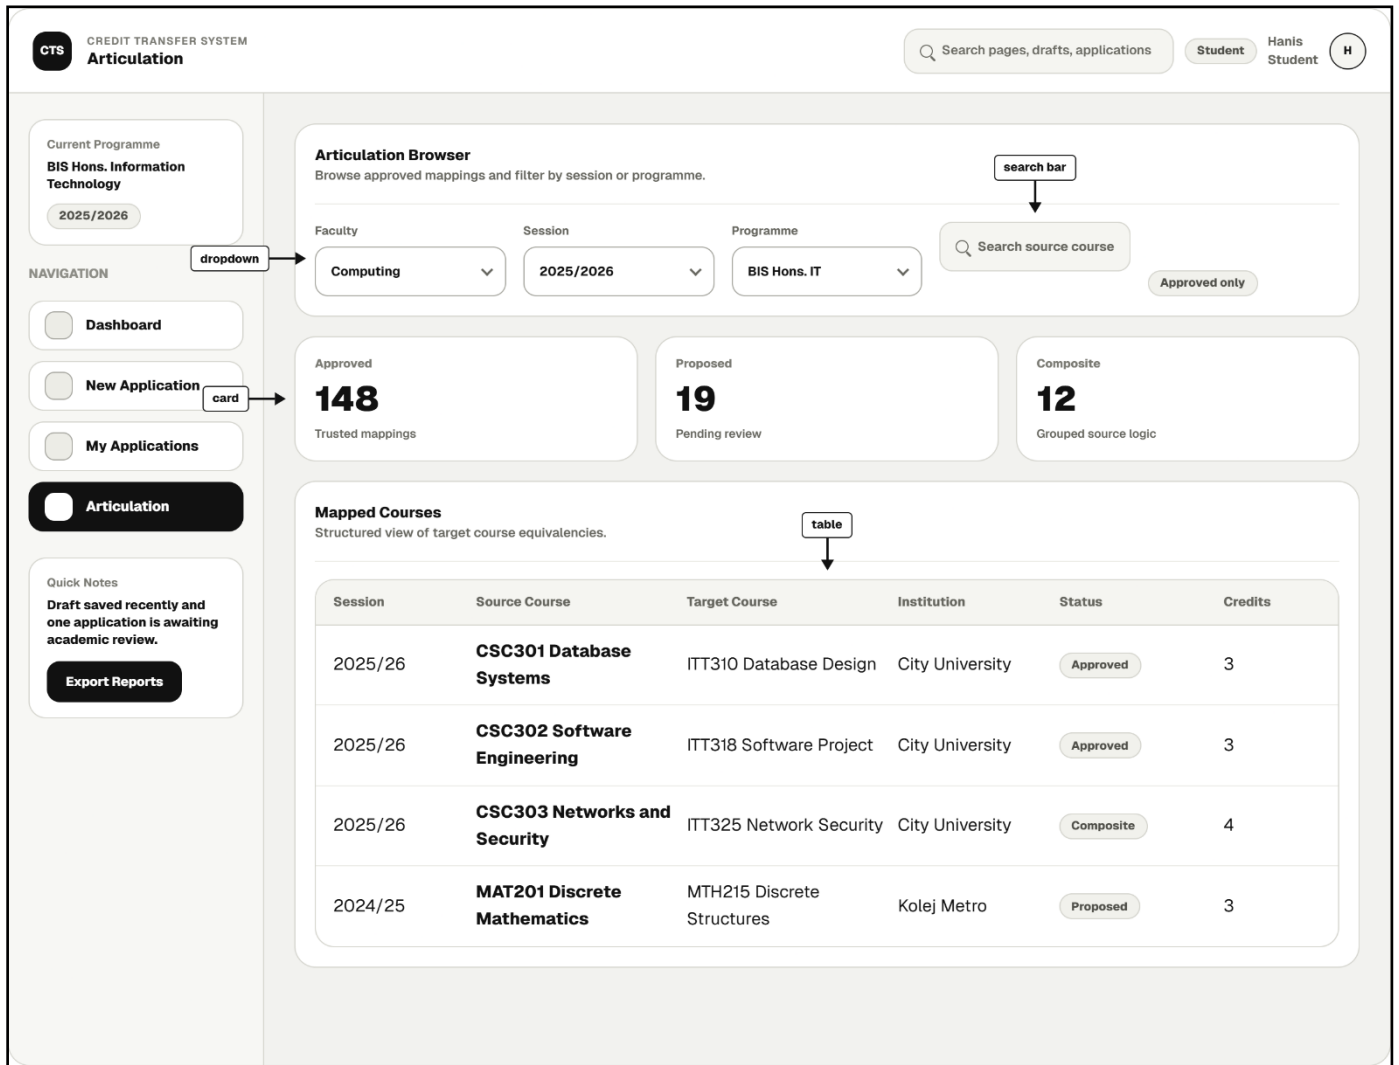 CTS
CREDIT TRANSFER SYSTEM
Articulation
Search pages, drafts, applications
Student
Hanis
Student
H
Current Programme
BIS Hons. Information
Technology
2025/2026
NAVIGATION
Dashboard
New Application
My Applications
Articulation
Quick Notes
Draft saved recently and
one application is awaiting
academic review.
Export Reports
dropdown
card
Articulation Browser
Browse approved mappings and filter by session or programme.
search bar
Faculty
Session
Programme
Computing
2025/2026
BIS Hons. IT
Search source course
Approved only
Approved
148
Trusted mappings
Proposed
19
Pending review
Composite
12
Grouped source logic
Mapped Courses
Structured view of target course equivalencies.
table
Session Source Course Target Course Institution Status Credits
2025/26
CSC301 Database
Systems
ITT310 Database Design
City University
Approved
3
2025/26
CSC302 Software
Engineering
ITT318 Software Project
City University
Approved
3
2025/26
CSC303 Networks and
Security
ITT325 Network Security
City University
Composite
4
2024/25
MAT201 Discrete
Mathematics
MTH215 Discrete
Structures
Kolej Metro
Proposed
3